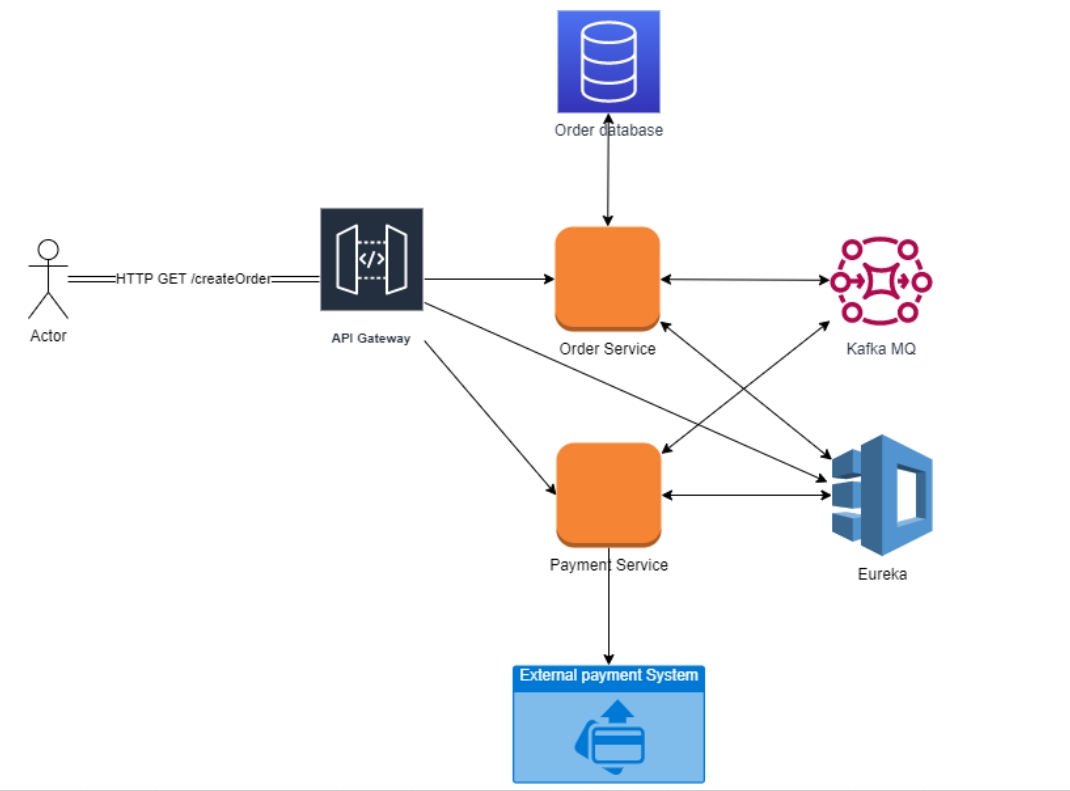 Order database
HTTP GET /createOrder
</>
Actor
API Gateway
Order Service
Kafka MQ
Payment Service
Eureka
External payment System